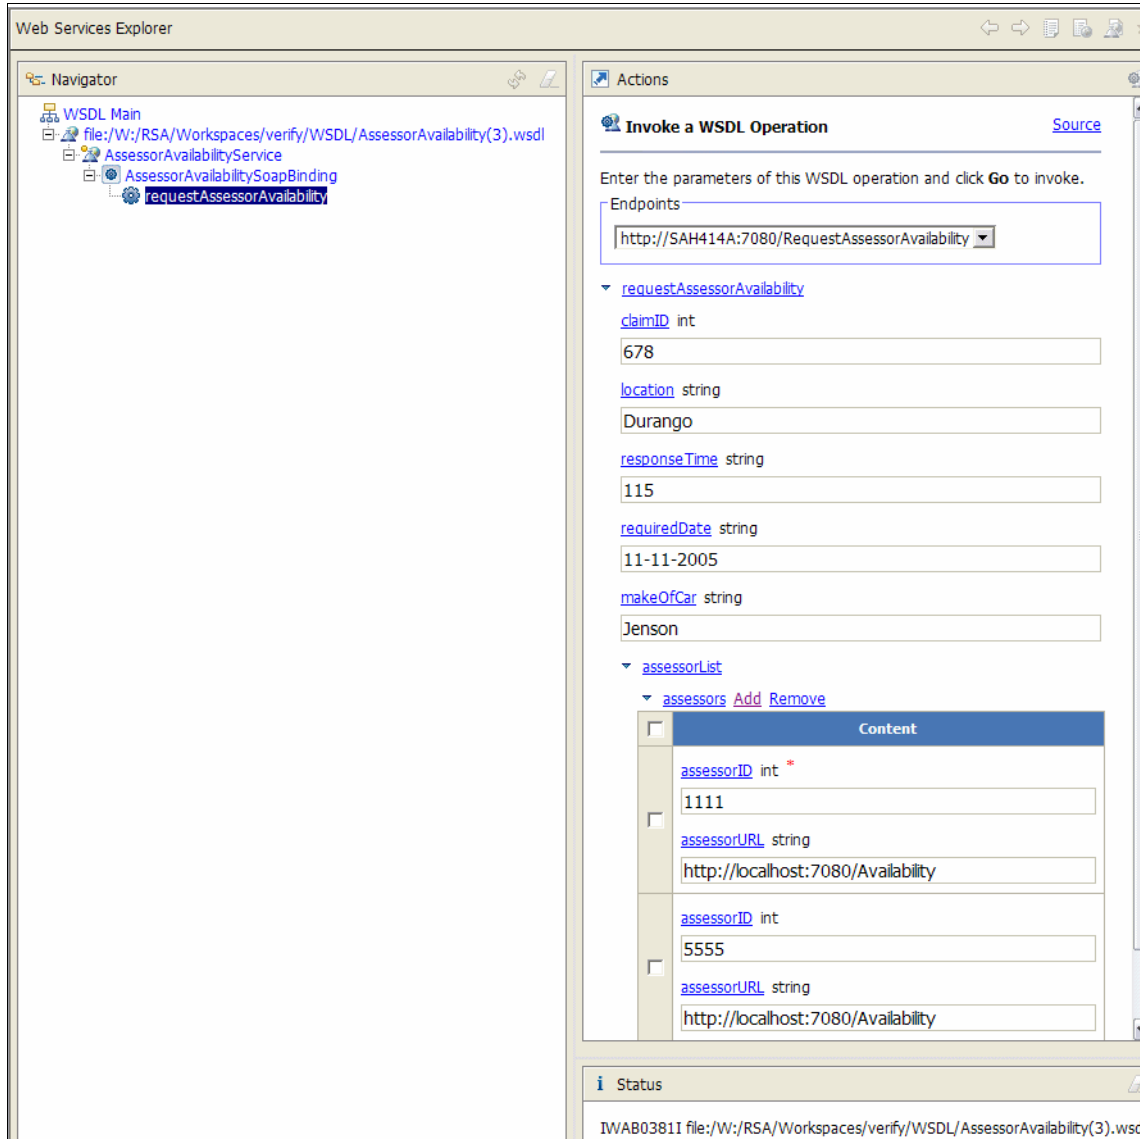 Web Services Explorer
Navigator
WSDL Main
file:/W:/RSA/Workspaces/verify/WSDL/AssessorAvailability(3).wsdl
AssessorAvailabilityService
AssessorAvailabilitySoapBinding
requestAssessorAvailability
Actions
Invoke a WSDL Operation
Source
Enter the parameters of this WSDL operation and click Go to invoke.
Endpoints
http://SAH414A:7080/RequestAssessorAvailability
requestAssessorAvailability
claimID int
678
location string
Durango
responseTime string
115
requiredDate string
11-11-2005
makeOfCar string
Jenson
assessorList
assessors Add Remove
Content
assessorID int *
1111
assessorURL string
http://localhost:7080/Availability
assessorID int
5555
assessorURL string
http://localhost:7080/Availability
i Status
IWAB0381I file:/W:/RSA/Workspaces/verify/WSDL/AssessorAvailability(3).wsd